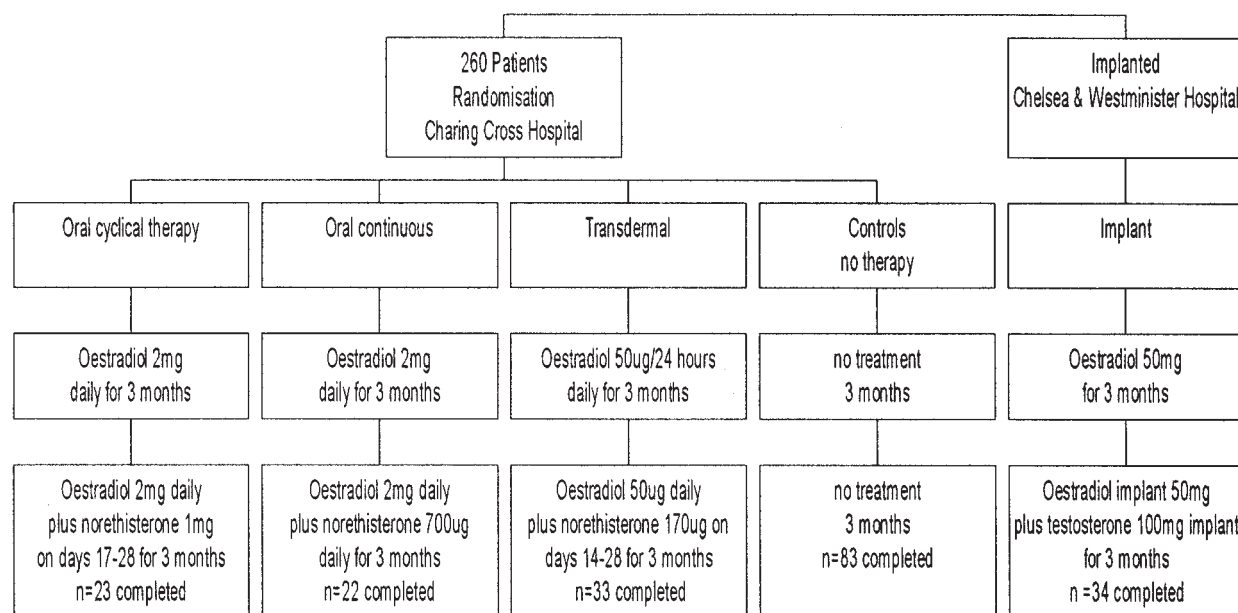 260 Patients
Randomisation
Charing Cross Hospital
Implanted
Chelsea & Westminister Hospital
Oral cyclical therapy
Oral continuous
Transdermal
Controls
no therapy
Implant
Oestradiol 2mg
daily for 3 months
Oestradiol 2mg
daily for 3 months
Oestradiol 50ug/24 hours
daily for 3 months
no treatment
3 months
Oestradiol 50mg
for 3 months
Oestradiol 2mg daily
plus norethisterone 1mg
on days 17-28 for 3 months
n=23 completed
Oestradiol 2mg daily
plus norethisterone 700ug
daily for 3 months
n=22 completed
Oestradiol 50ug daily
plus norethisterone 170ug on
days 14-28 for 3 months
n=33 completed
no treatment
3 months
n=83 completed
Oestradiol implant 50mg
plus testosterone 100mg implant
for 3 months
n =34 completed